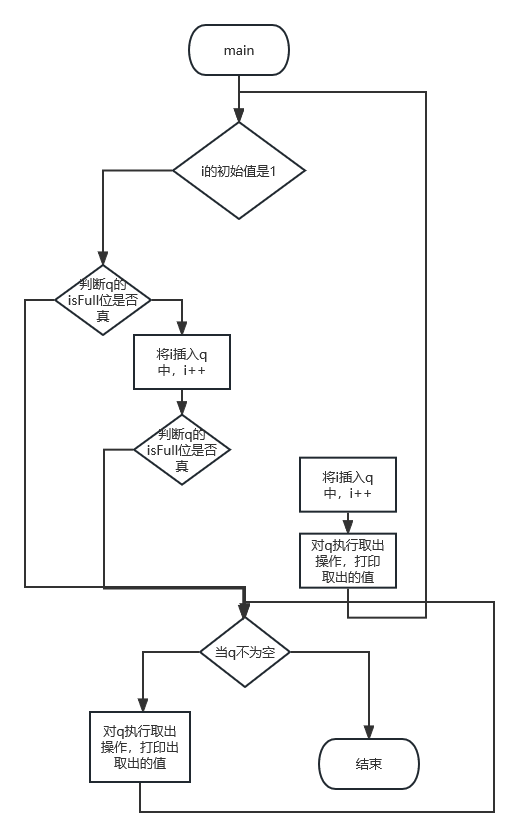 main
i的初始值是1
判断q的
isFull位是否
真
将i插入q
中，i++
判断q的
isFull位是否
真
将i插入q
中，i++
对q执行取出
操作，打印
取出的值
当q不为空
对q执行取出
操作，打印出
取出的值
结束